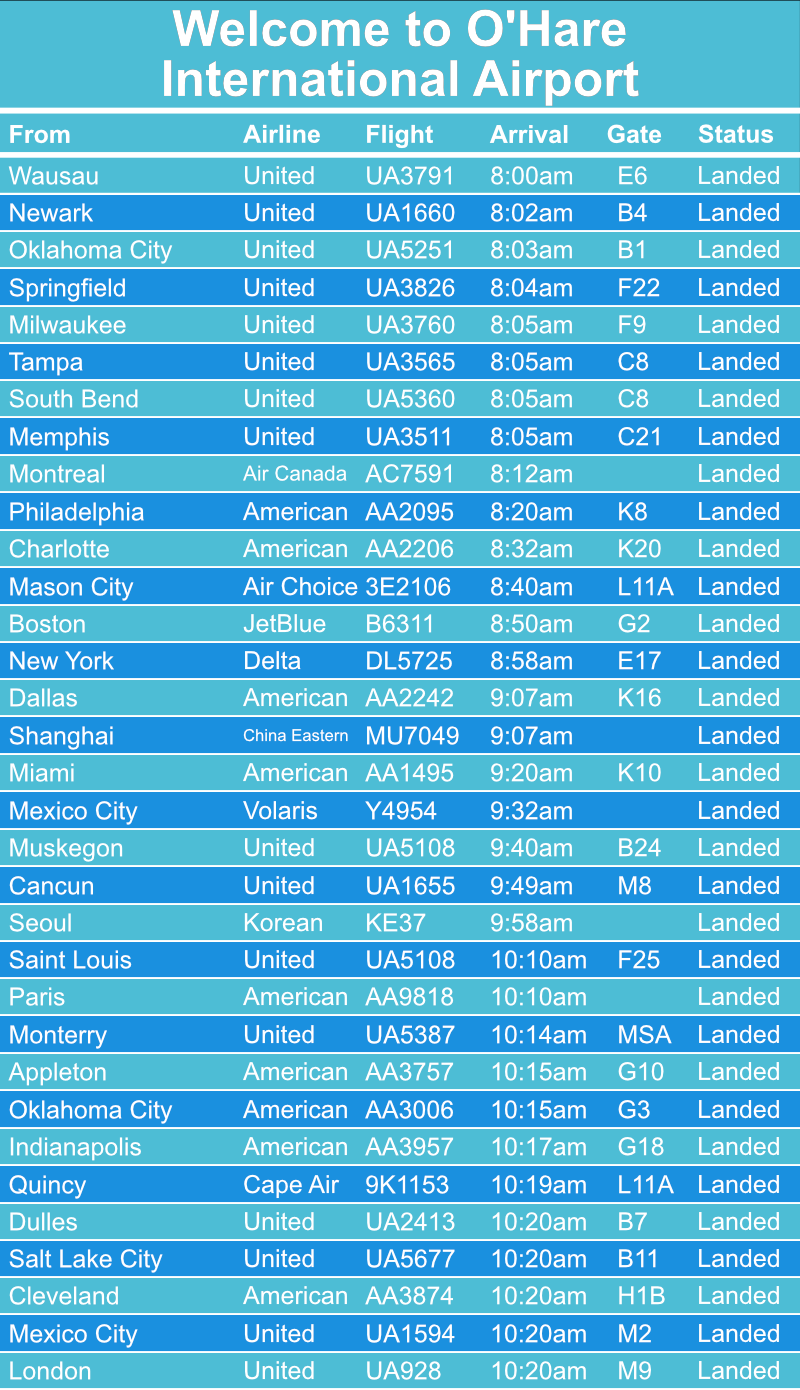 Welcome to O'Hare
International Airport
From Airline Flight Arrival Gate Status
Wausau United UA3791 8:00am E6 Landed
Newark United UA1660 8:02am B4 Landed
Oklahoma City United UA5251 8:03am B1 Landed
Springfield United UA3826 8:04am F22 Landed
Milwaukee United UA3760 8:05am F9 Landed
Tampa United UA3565 8:05am C8 Landed
South Bend United UA5360 8:05am C8 Landed
Memphis United UA3511 8:05am C21 Landed
Montreal Air Canada AC7591 8:12am Landed
Philadelphia American AA2095 8:20am K8 Landed
Charlotte American AA2206 8:32am K20 Landed
Mason City Air Choice 3E2106 8:40am L11A Landed
Boston JetBlue B6311 8:50am G2 Landed
New York Delta DL5725 8:58am E17 Landed
Dallas American AA2242 9:07am K16 Landed
Shanghai China Eastern MU7049 9:07am Landed
Miami American AA1495 9:20am K10 Landed
Mexico City Volaris Y4954 9:32am Landed
Muskegon United UA5108 9:40am B24 Landed
Cancun United UA1655 9:49am M8 Landed
Seoul Korean KE37 9:58am Landed
Saint Louis United UA5108 10:10am F25 Landed
Paris American AA9818 10:10am Landed
Monterry United UA5387 10:14am MSA Landed
Appleton American AA3757 10:15am G10 Landed
Oklahoma City American AA3006 10:15am G3 Landed
Indianapolis American AA3957 10:17am G18 Landed
Quincy Cape Air 9K1153 10:19am L11A Landed
Dulles United UA2413 10:20am B7 Landed
Salt Lake City United UA5677 10:20am B11 Landed
Cleveland American AA3874 10:20am H1B Landed
Mexico City United UA1594 10:20am M2 Landed
London United UA928 10:20am M9 Landed